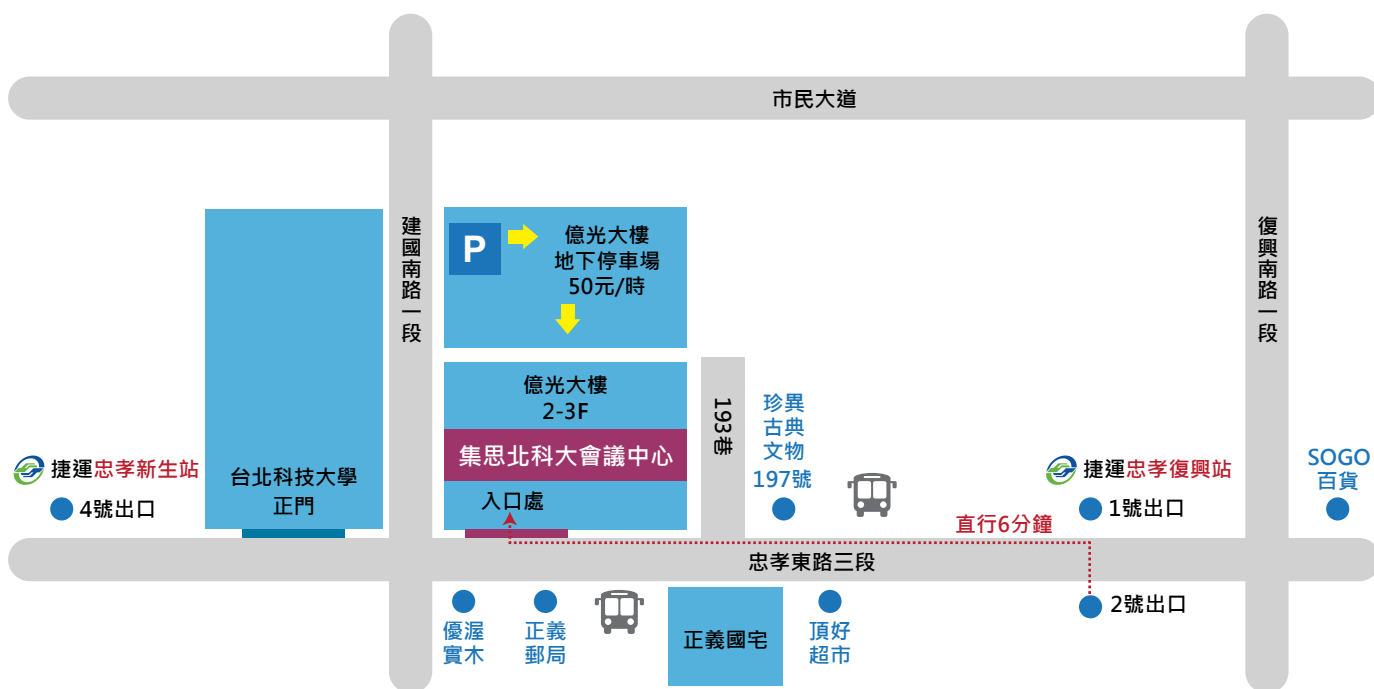 市民大道
建國南路一段
復興南路一段
P
億光大樓
地下停車場
50元/時
億光大樓
2-3F
集思北科大會議中心
入口處
193巷
珍異
古典
文物
197號
捷運忠孝新生站
4號出口
台北科技大學
正門
捷運忠孝復興站
1號出口
SOGO
百貨
直行6分鐘
忠孝東路三段
2號出口
優渥
實木
正義
郵局
正義國宅
頂好
超市